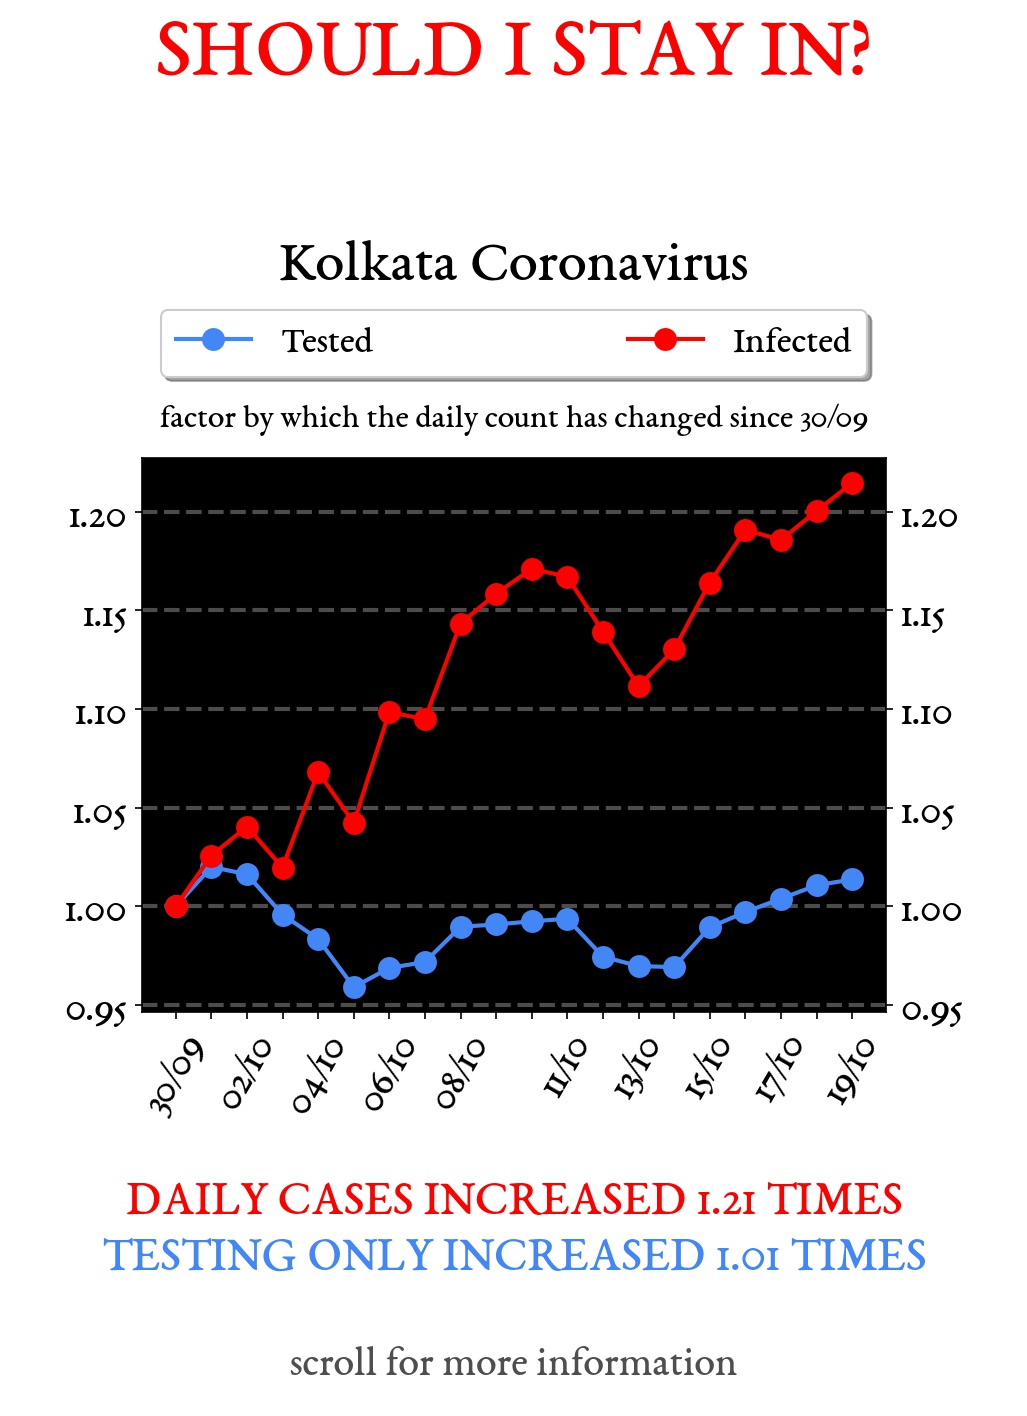 SHOULD I STAY IN?
Kolkata Coronavirus
Tested Infected
factor by which the daily count has changed since 30/09
1.20 1.20
1.15 1.15
1.10 1.10
1.05 1.05
1.00 1.00
0.95 0.95
30/09 02/10 04/10 06/10 08/10 11/10 13/10 15/10 17/10 19/10
DAILY CASES INCREASED 1.21 TIMES
TESTING ONLY INCREASED 1.01 TIMES
scroll for more information